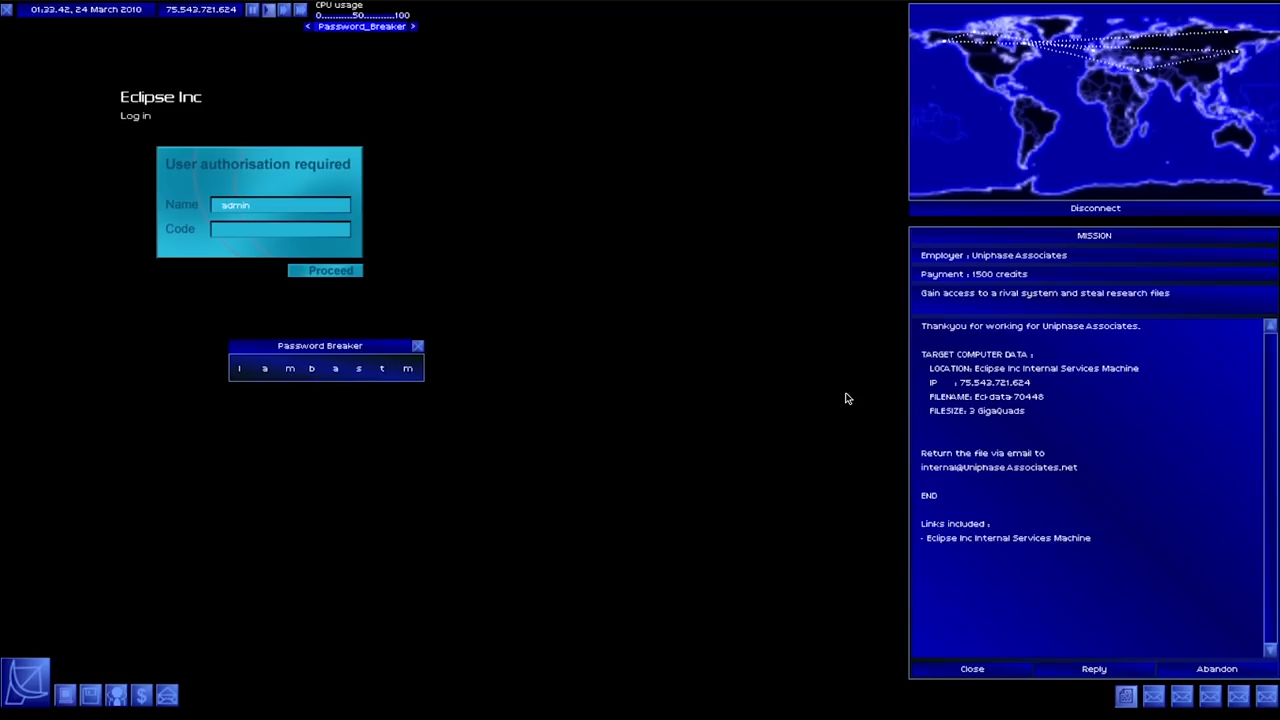 01:33.42, 24 March 2010
75.543.721.624
CPU usage
0.........50.........100
< Password_Breaker >
Eclipse Inc
Log in
User authorisation required
Name admin
Code
Proceed
Password Breaker
i a m b a s t m
Disconnect
MISSION
Employer : Uniphase Associates
Payment : 1500 credits
Gain access to a rival system and steal research files
Thankyou for working for Uniphase Associates.
TARGET COMPUTER DATA :
LOCATION: Eclipse Inc Internal Services Machine
IP : 75.543.721.624
FILENAME: Ecl-data-70448
FILESIZE: 3 GigaQuads
Return the file via email to
internal@Uniphase Associates.net
END
Links included :
- Eclipse Inc Internal Services Machine
Close
Reply
Abandon